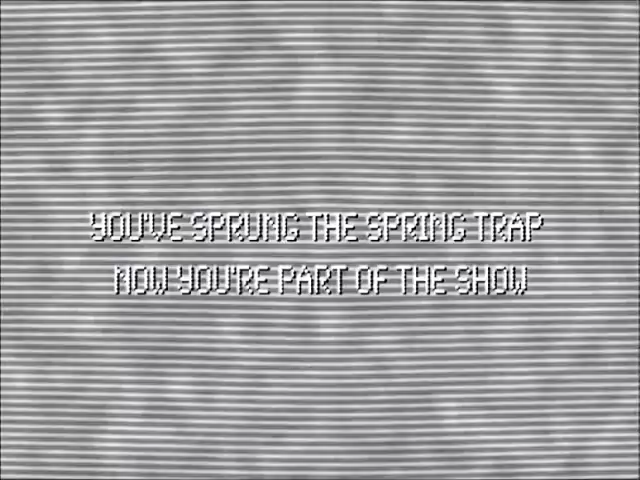 YOU'VE SPRUNG THE SPRING TRAP
NOW YOU'RE PART OF THE SHOW